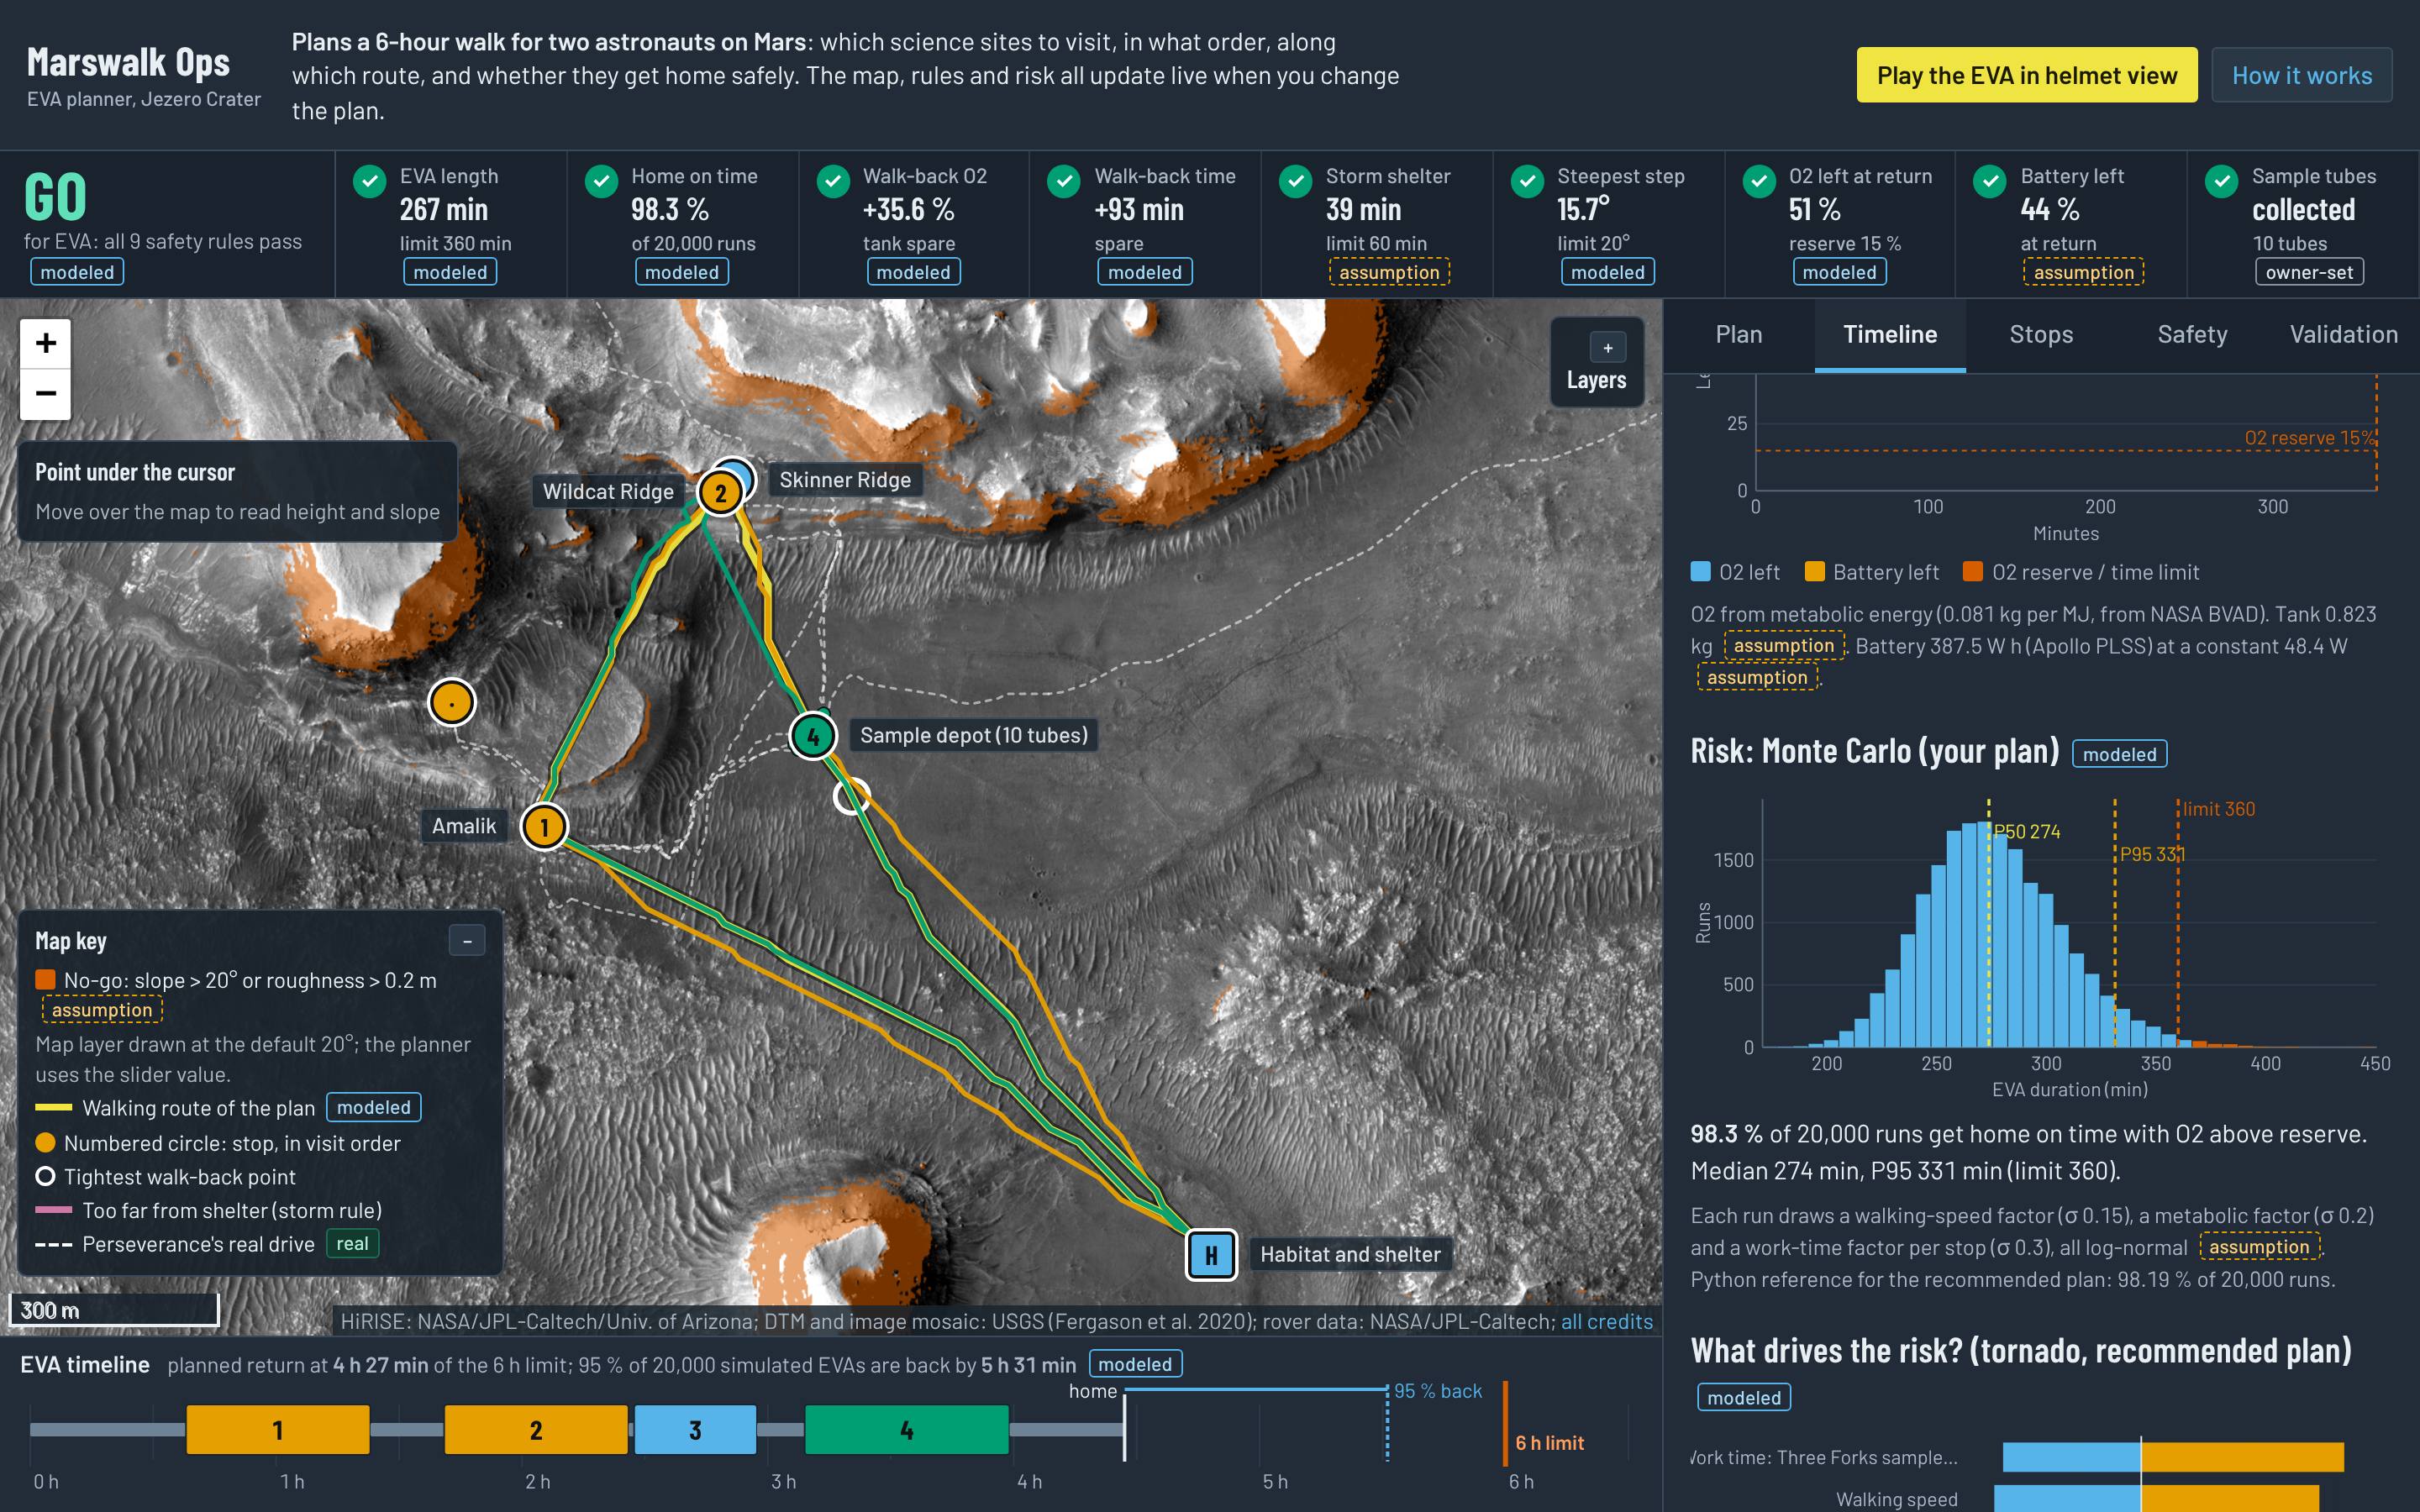 Marswalk Ops
EVA planner, Jezero Crater
Plans a 6-hour walk for two astronauts on Mars: which science sites to visit, in what order, along
which route, and whether they get home safely. The map, rules and risk all update live when you change
the plan.
Play the EVA in helmet view
How it works
GO
for EVA: all 9 safety rules pass
modeled
EVA length
267 min
limit 360 min
modeled
Home on time
98.3 %
of 20,000 runs
modeled
Walk-back O2
+35.6 %
tank spare
modeled
Walk-back time
+93 min
spare
modeled
Storm shelter
39 min
limit 60 min
assumption
Steepest step
15.7°
limit 20°
modeled
O2 left at return
51 %
reserve 15 %
modeled
Battery left
44 %
at return
assumption
Sample tubes
collected
10 tubes
owner-set
+
−
Point under the cursor
Move over the map to read height and slope
+
Layers
Wildcat Ridge
2
Skinner Ridge
4
Sample depot (10 tubes)
Amalik
1
H
Habitat and shelter
Map key
-
No-go: slope > 20° or roughness > 0.2 m
assumption
Map layer drawn at the default 20°; the planner
uses the slider value.
Walking route of the plan modeled
Numbered circle: stop, in visit order
Tightest walk-back point
Too far from shelter (storm rule)
Perseverance's real drive real
300 m
HiRISE: NASA/JPL-Caltech/Univ. of Arizona; DTM and image mosaic: USGS (Fergason et al. 2020); rover data: NASA/JPL-Caltech; all credits
EVA timeline planned return at 4 h 27 min of the 6 h limit; 95 % of 20,000 simulated EVAs are back by 5 h 31 min modeled
home
95 % back
6 h limit
1 2 3 4
0 h 1 h 2 h 3 h 4 h 5 h 6 h
Plan Timeline Stops Safety Validation
25
O2 reserve 15%
0
0 100 200 300
Minutes
O2 left Battery left O2 reserve / time limit
O2 from metabolic energy (0.081 kg per MJ, from NASA BVAD). Tank 0.823
kg assumption . Battery 387.5 W h (Apollo PLSS) at a constant 48.4 W
assumption .
Risk: Monte Carlo (your plan) modeled
limit 360
P50 274
P95 331
1500
1000
500
0
Runs
200 250 300 350 400 450
EVA duration (min)
98.3 % of 20,000 runs get home on time with O2 above reserve.
Median 274 min, P95 331 min (limit 360).
Each run draws a walking-speed factor (σ 0.15), a metabolic factor (σ 0.2)
and a work-time factor per stop (σ 0.3), all log-normal assumption .
Python reference for the recommended plan: 98.19 % of 20,000 runs.
What drives the risk? (tornado, recommended plan)
modeled
time: Three Forks sample...
Walking speed